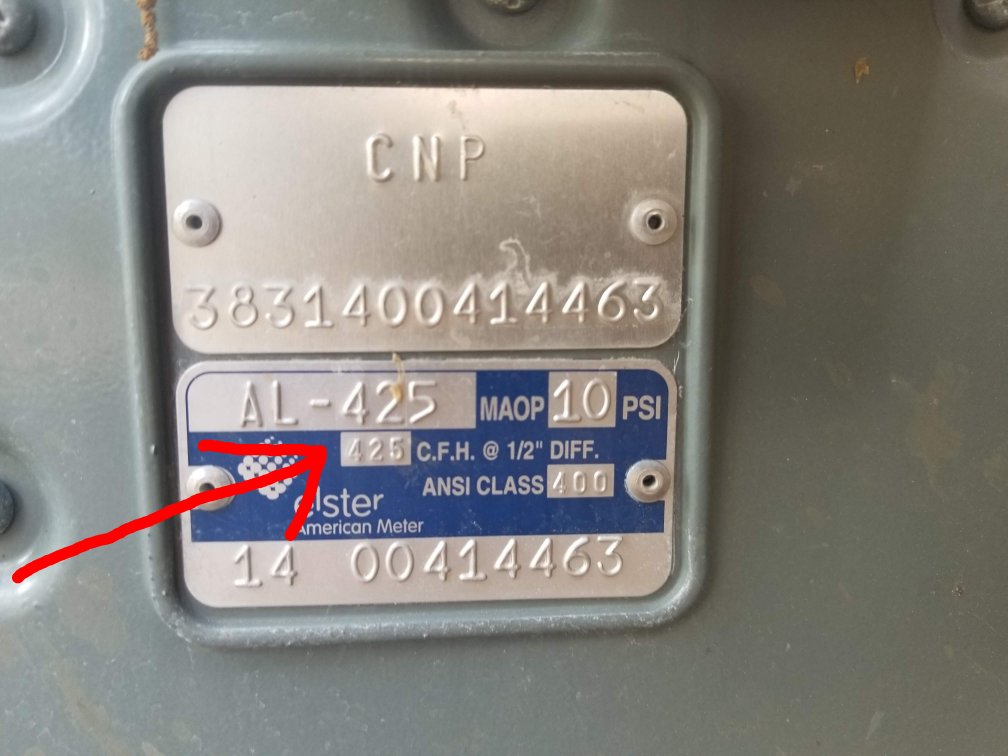 CNP
3831400414463
AL-425 MAOP 10 PSI
425 C.F.H. @ 1/2" DIFF.
ANSI CLASS 400
elster
American Meter
14 00414463